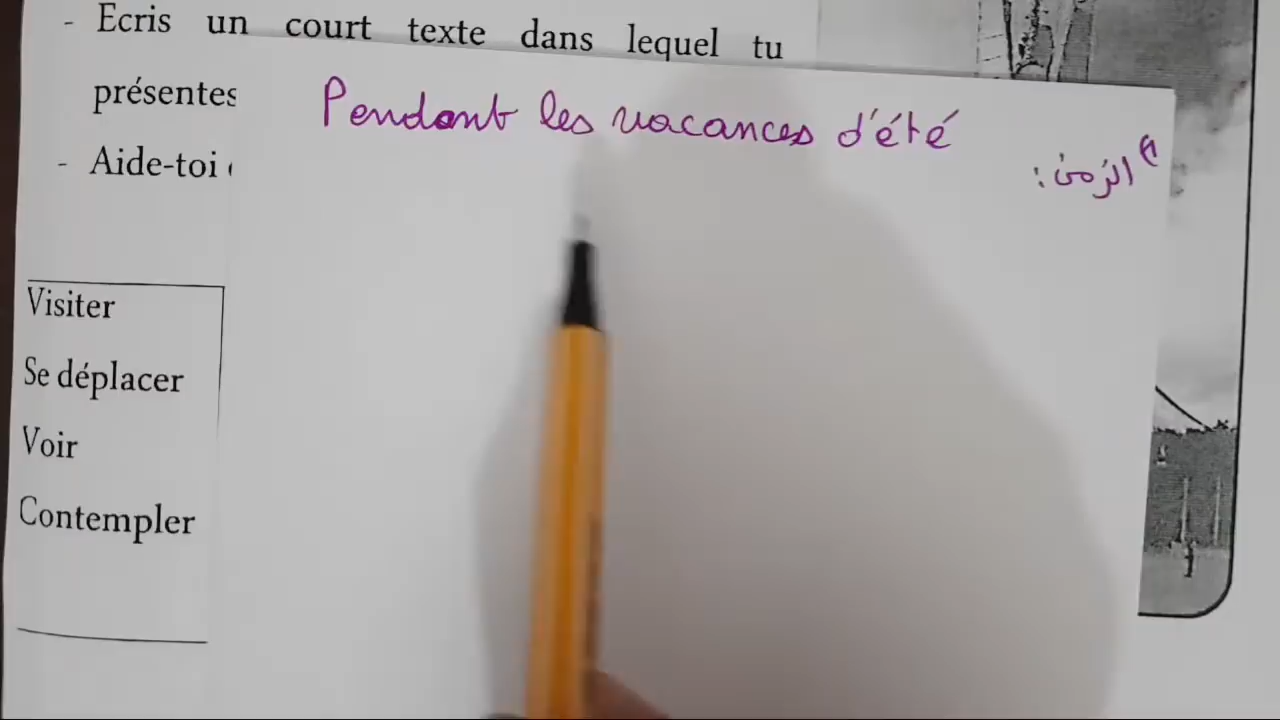 - Ecris un court texte dans lequel tu
présentes
- Aide-toi
Pendant les vacances d'été
الزمن:
Visiter
Se déplacer
Voir
Contempler